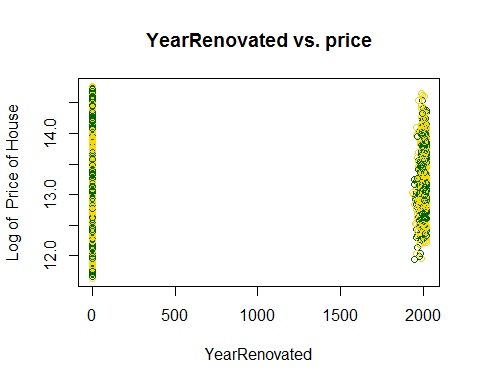 YearRenovated vs. price
Log of  Price of House
14.0
13.0
12.0
0 500 1000 1500 2000
YearRenovated